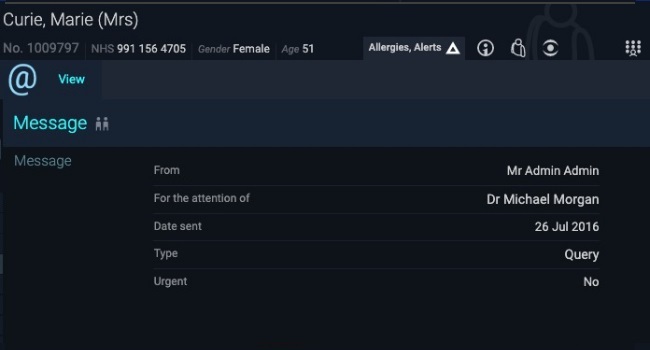 Curie, Marie (Mrs)
No. 1009797 NHS 991 156 4705 Gender Female Age 51 Allergies, Alerts
@ View
Message
Message
From Mr Admin Admin
For the attention of Dr Michael Morgan
Date sent 26 Jul 2016
Type Query
Urgent No